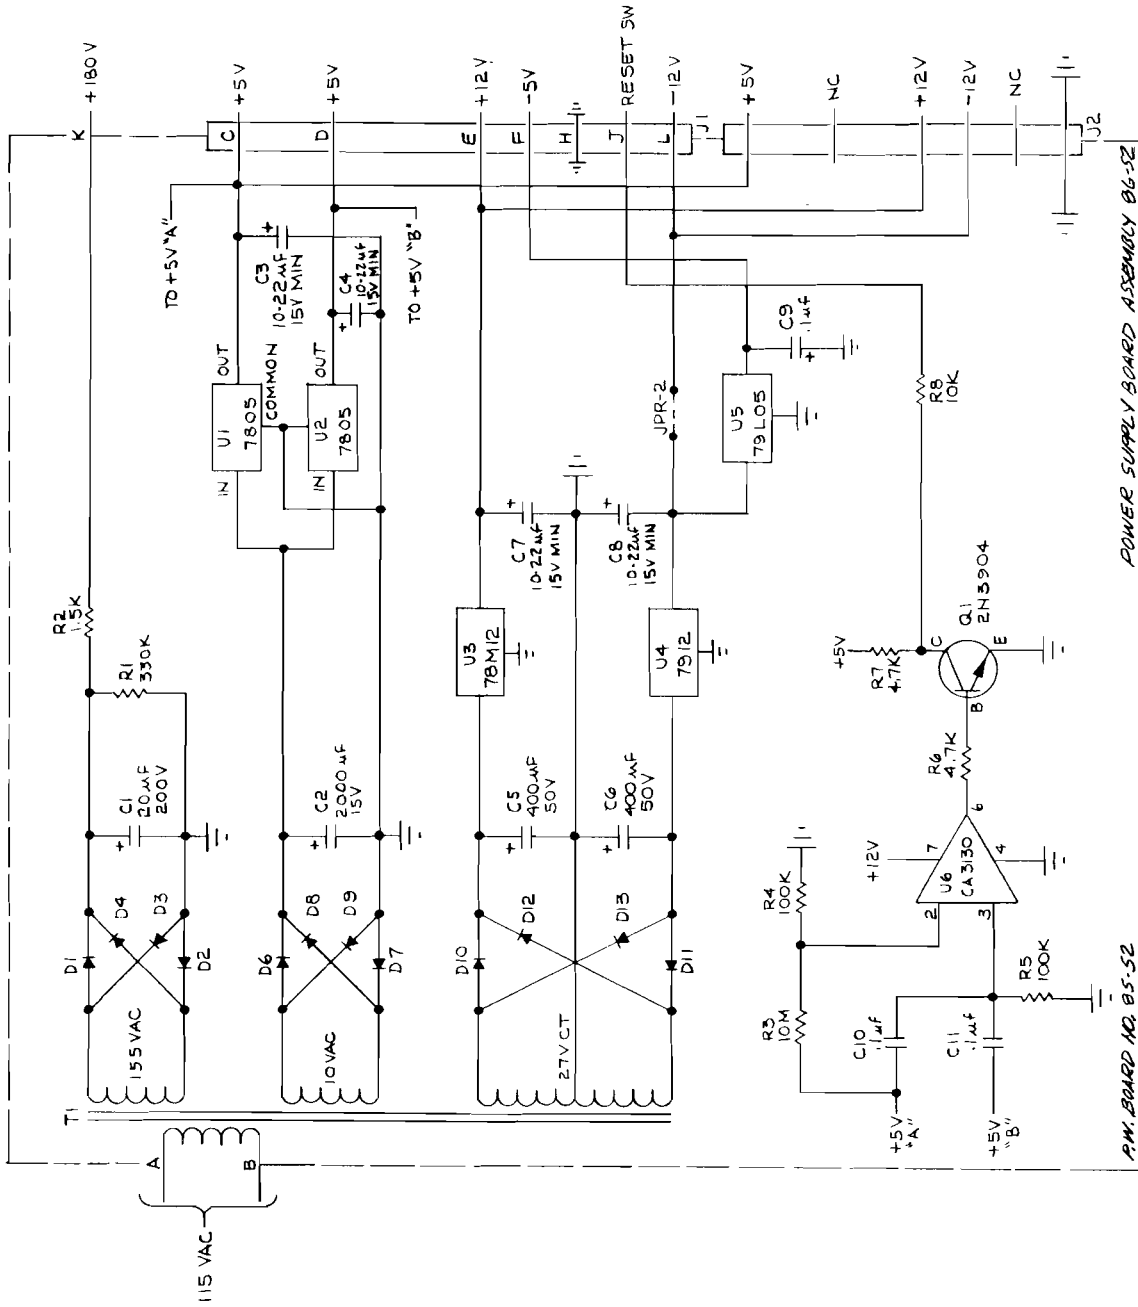 K
+180V
R2
1.5K
R1
330K
C1
20µF
200V
+
D4
D3
D1
D2
155VAC
T1
A
B
115 VAC
TO +5V "A"
C
+5V
D
+5V
C3
10-22µF
15V MIN
+
C4
10-22µF
15V MIN
+
TO +5V "B"
OUT
U1
7805
IN
COMMON
OUT
U2
7805
IN
C2
2000µF
15V
+
D8
D9
D6
D7
10VAC
E
+12V
F
-5V
H
J
RESET SW
L
-12V
J1
+5V
NC
+12V
-12V
NC
J2
C7
10-22µF
15V MIN
+
C8
10-22µF
15V MIN
+
JPR-2
U5
79L05
C9
.1µF
+
U3
78M12
U4
7912
C5
400µF
50V
+
C6
400µF
50V
+
D12
D13
D10
D11
27VCT
R8
10K
+5V
R7
4.7K
C
Q1
2N3904
B
E
R6
4.7K
6
+12V
7
U6
CA3130
4
2
3
R4
100K
R5
100K
R3
10M
C10
.1µF
C11
.1µF
+5V
"A"
+5V
"B"
POWER SUPPLY BOARD ASSEMBLY 86-52
P.W. BOARD NO. 85-52